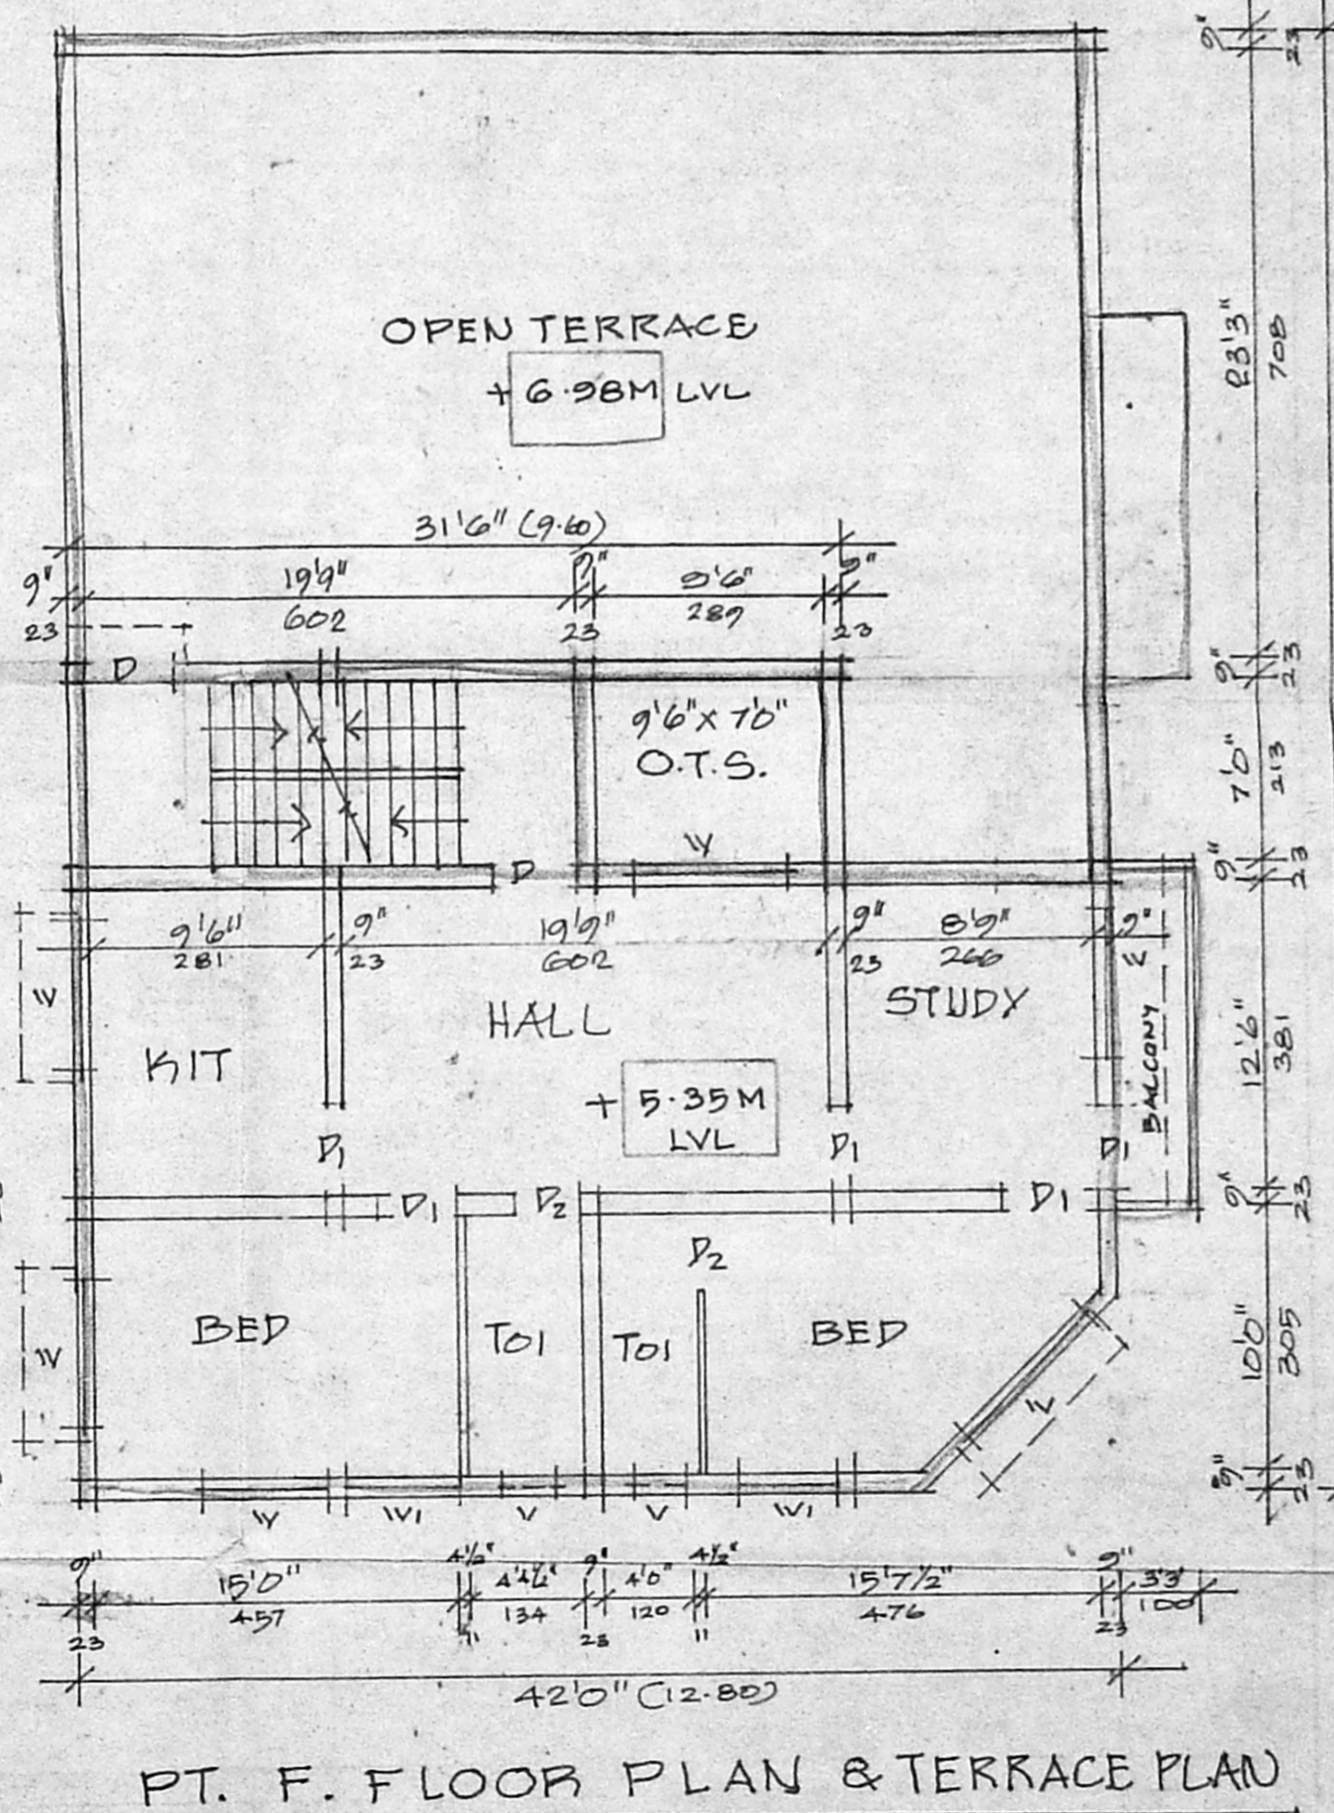 9"
23
OPEN TERRACE
+ 6.98M LVL
23'3"
708
31'6" (9.60)
9" 19'9" 9" 9'6" 9"
23 602 23 289 23
D
9"
23
9'6" x 7'0"
O.T.S.
7'0"
213
W
D
9"
23
9'6" 9" 19'9" 9" 8'9" 9"
281 23 602 23 266
W
W
HALL
STUDY
KIT
BALCONY
12'6"
381
+ 5.35M
LVL
D1 D1 D1
D1 D2 D1
9"
23
D2
BED TOI TOI BED
W
W
10'0"
305
W W1 V V W1
9"
23
9" 15'0" 4½" 4'4½" 9" 4'0" 4½" 15'7½" 9" 3'3"
23 457 11 134 23 120 11 476 23 100
42'0" (12.80)
PT. F. FLOOR PLAN & TERRACE PLAN